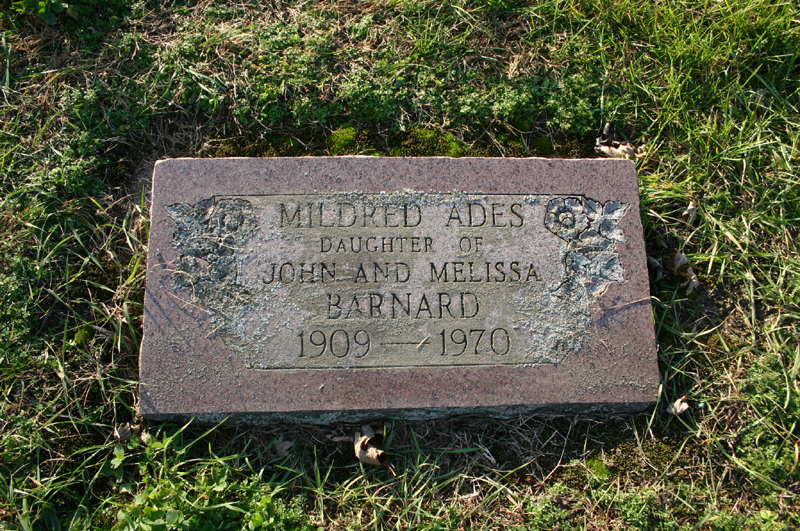 MILDRED ADES
DAUGHTER OF
JOHN AND MELISSA
BARNARD
1909 — 1970